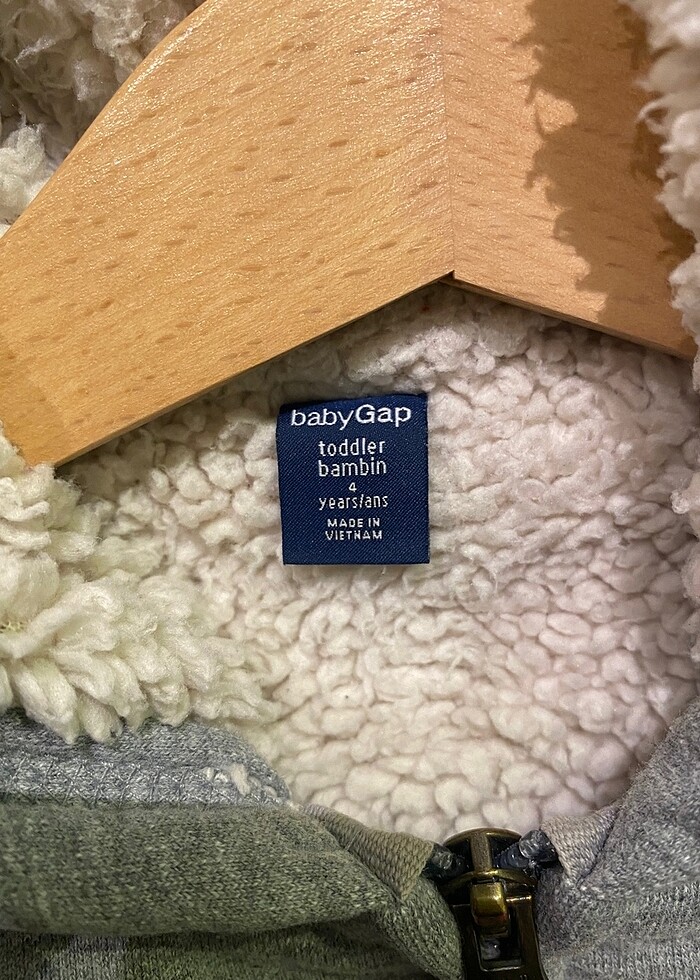 babyGap
toddler
bambin
4
years/ans
MADE IN
VIETNAM